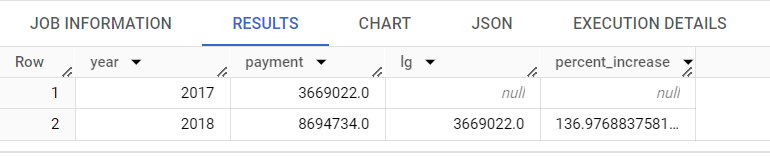 JOB INFORMATION RESULTS CHART JSON EXECUTION DETAILS
Row year payment lg percent_increase
1 2017 3669022.0 null null
2 2018 8694734.0 3669022.0 136.9768837581...